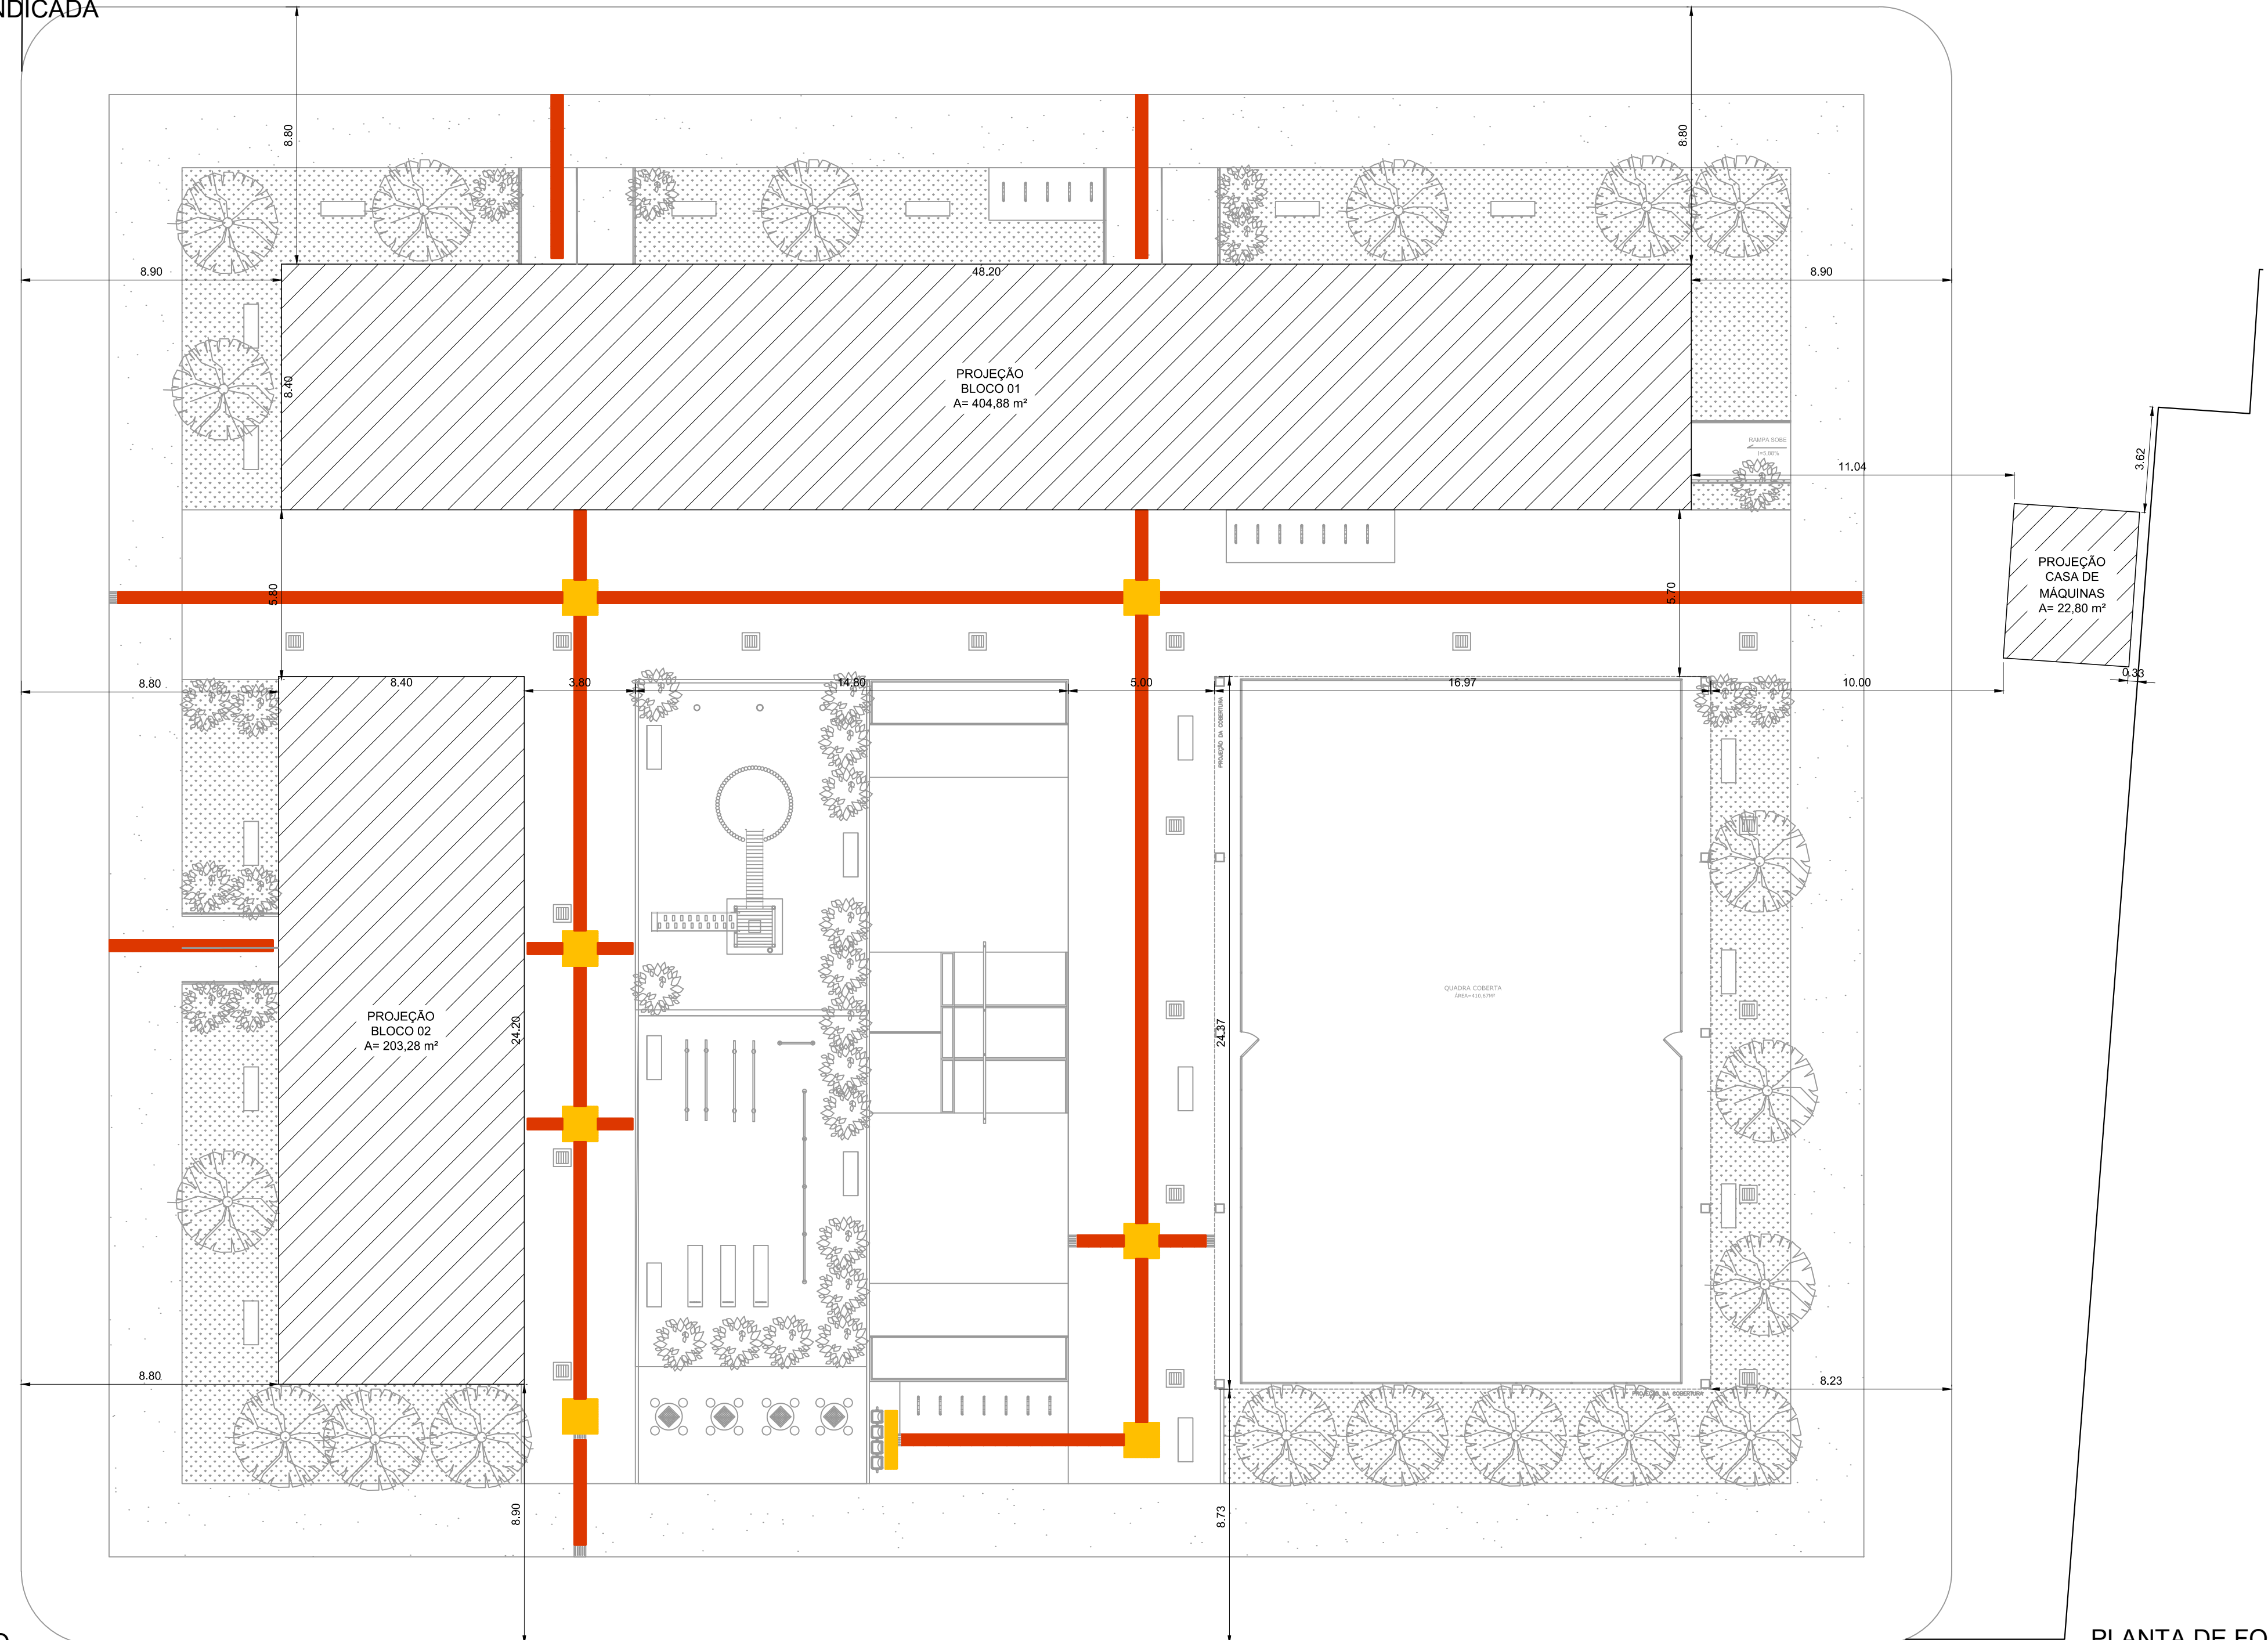 NDICADA
8.80
8.80
8.90
48.20
8.90
8.40
PROJEÇÃO
BLOCO 01
A= 404,88 m²
RAMPA SOBE
11.04
3.62
PROJEÇÃO
CASA DE
MÁQUINAS
A= 22,80 m²
5.80
5.70
0.33
8.80
8.40
3.80
14.80
5.00
16.97
10.00
PROJEÇÃO DA COBERTURA
QUADRA COBERTA
ÁREA=410,67M²
PROJEÇÃO
BLOCO 02
A= 203,28 m²
24.20
24.37
8.80
8.23
PROJEÇÃO DA COBERTURA
8.90
8.73
PLANTA DE FO